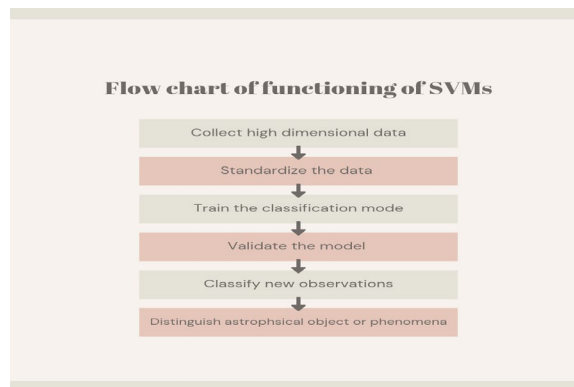 Flow chart of functioning of SVMs
Collect high dimensional data
Standardize the data
Train the classification mode
Validate the model
Classify new observations
Distinguish astrophsical object or phenomena